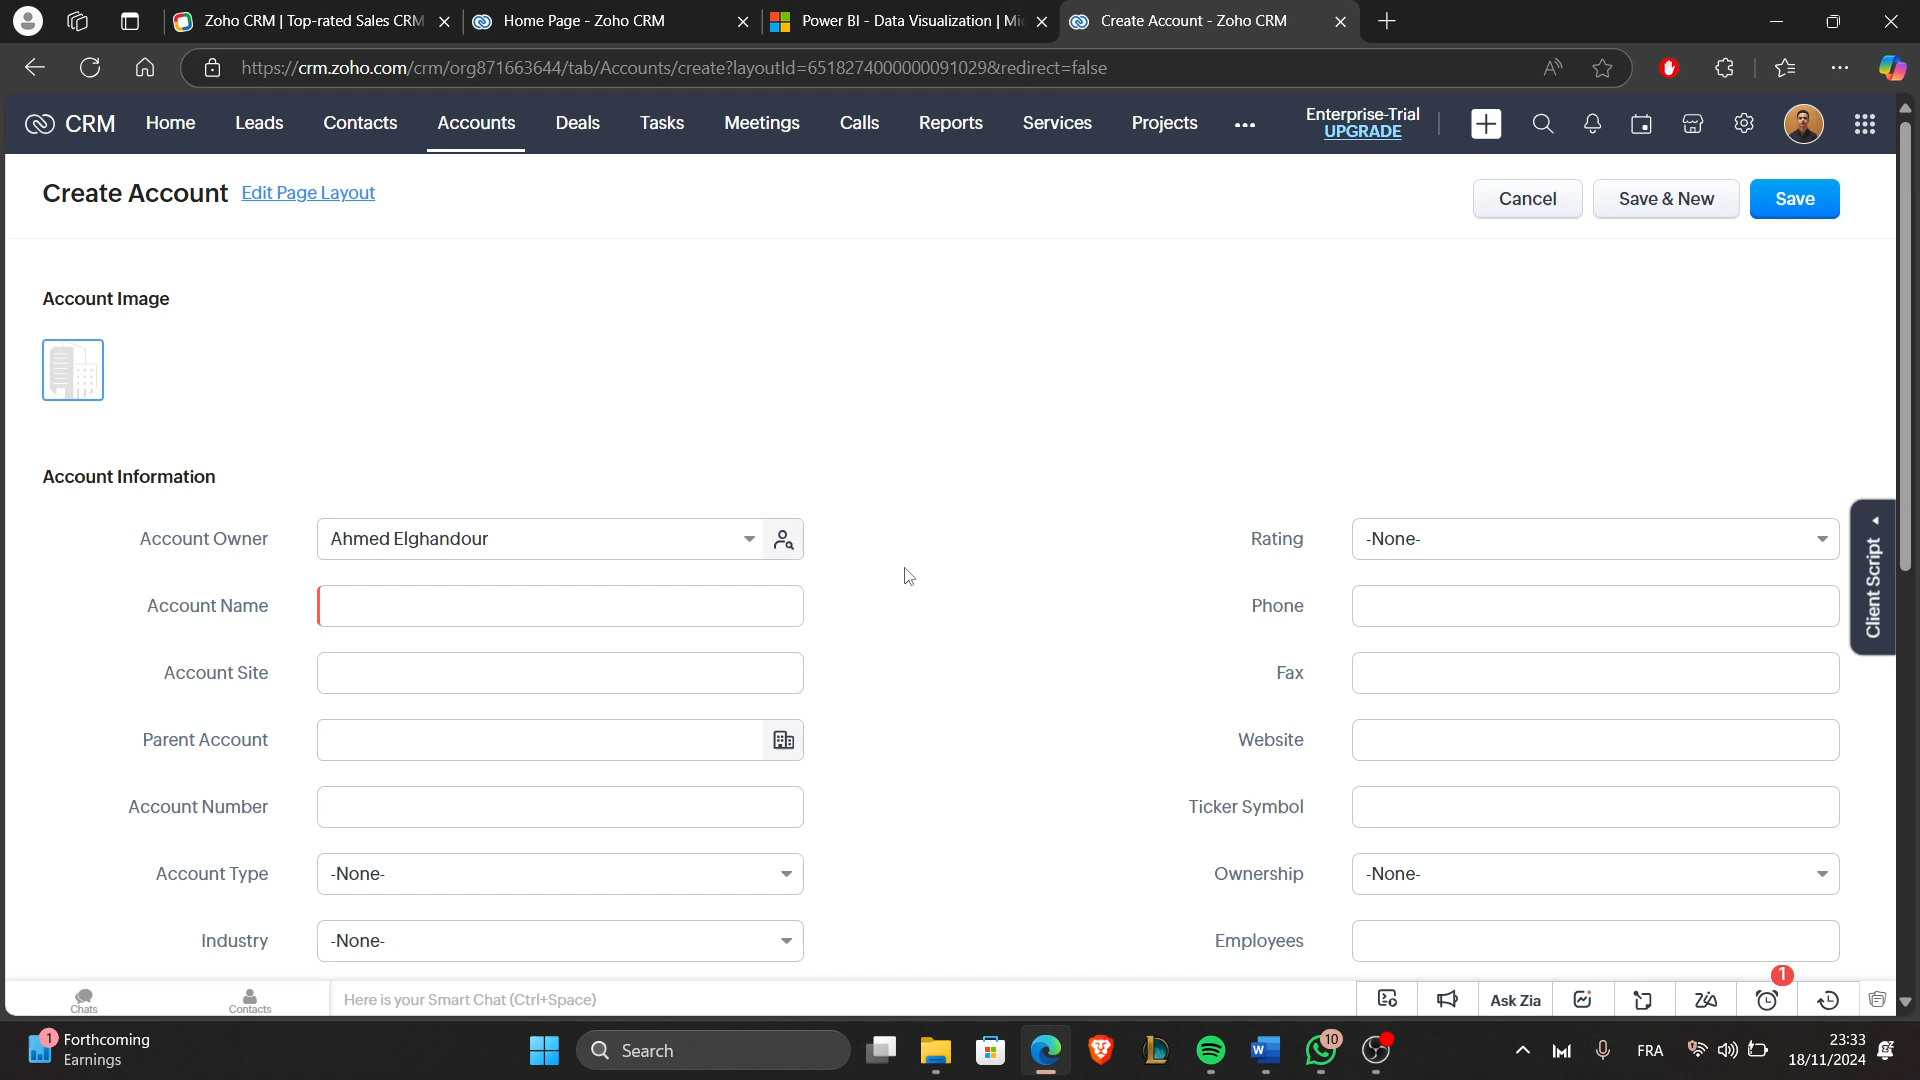 Zoho CRM | Top-rated Sales CRM
Home Page - Zoho CRM
Power BI - Data Visualization | Mi
Create Account - Zoho CRM
https://crm.zoho.com/crm/org871663644/tab/Accounts/create?layoutId=6518274000000091029&redirect=false
CRM Home Leads Contacts Accounts Deals Tasks Meetings Calls Reports Services Projects ... Enterprise-Trial
UPGRADE
Create Account Edit Page Layout
Cancel Save & New Save
Account Image
Account Information
Account Owner Ahmed Elghandour Rating -None-
Account Name Phone
Account Site Fax
Parent Account Website
Account Number Ticker Symbol
Account Type -None- Ownership -None-
Industry -None- Employees
Client Script
1
Chats Contacts Here is your Smart Chat (Ctrl+Space) Ask Zia
1 Forthcoming
Earnings
Search
10
FRA
23:33
18/11/2024